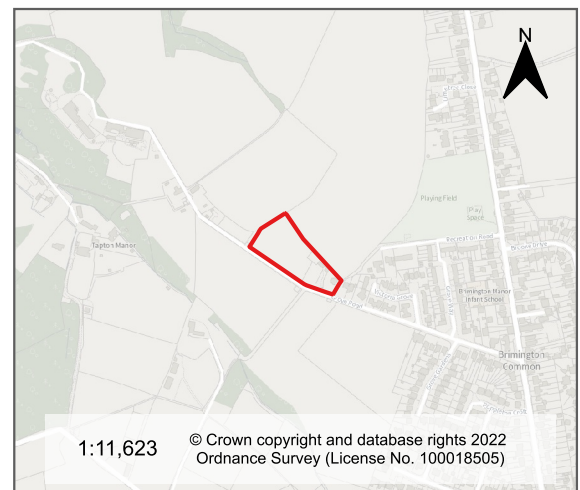 N
Playing Field
Play
Space
Recreation Road
Tapton Manor
Brimington Manor
Infant School
Brimington
Common
1:11,623
© Crown copyright and database rights 2022
Ordnance Survey (License No. 100018505)